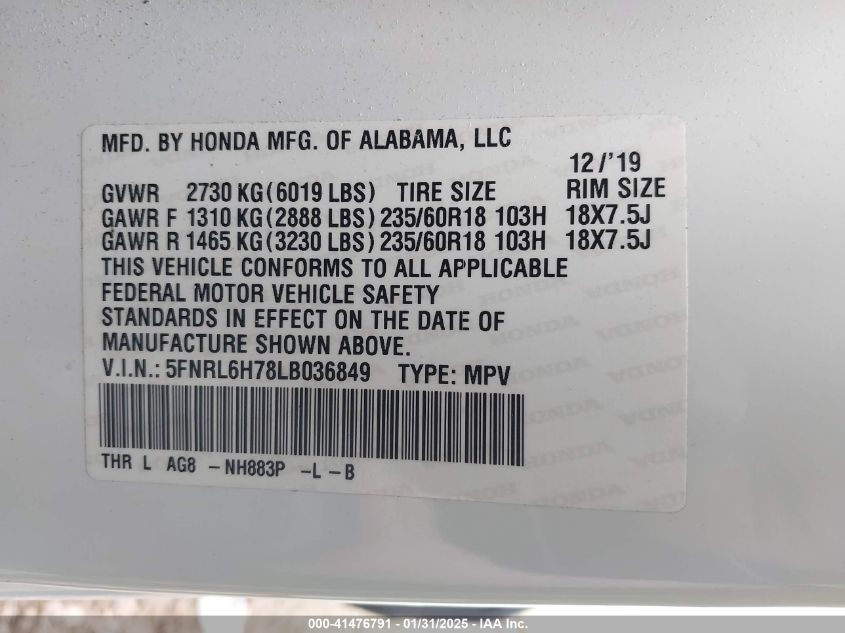 MFD. BY HONDA MFG. OF ALABAMA, LLC
12/'19
GVWR 2730 KG(6019 LBS) TIRE SIZE RIM SIZE
GAWR F 1310 KG(2888 LBS) 235/60R18 103H 18X7.5J
GAWR R 1465 KG(3230 LBS) 235/60R18 103H 18X7.5J
THIS VEHICLE CONFORMS TO ALL APPLICABLE
FEDERAL MOTOR VEHICLE SAFETY
STANDARDS IN EFFECT ON THE DATE OF
MANUFACTURE SHOWN ABOVE.
V.I.N.: 5FNRL6H78LB036849 TYPE: MPV
THR L AG8 - NH883P - L - B
000-41476791 - 01/31/2025 - IAA Inc.